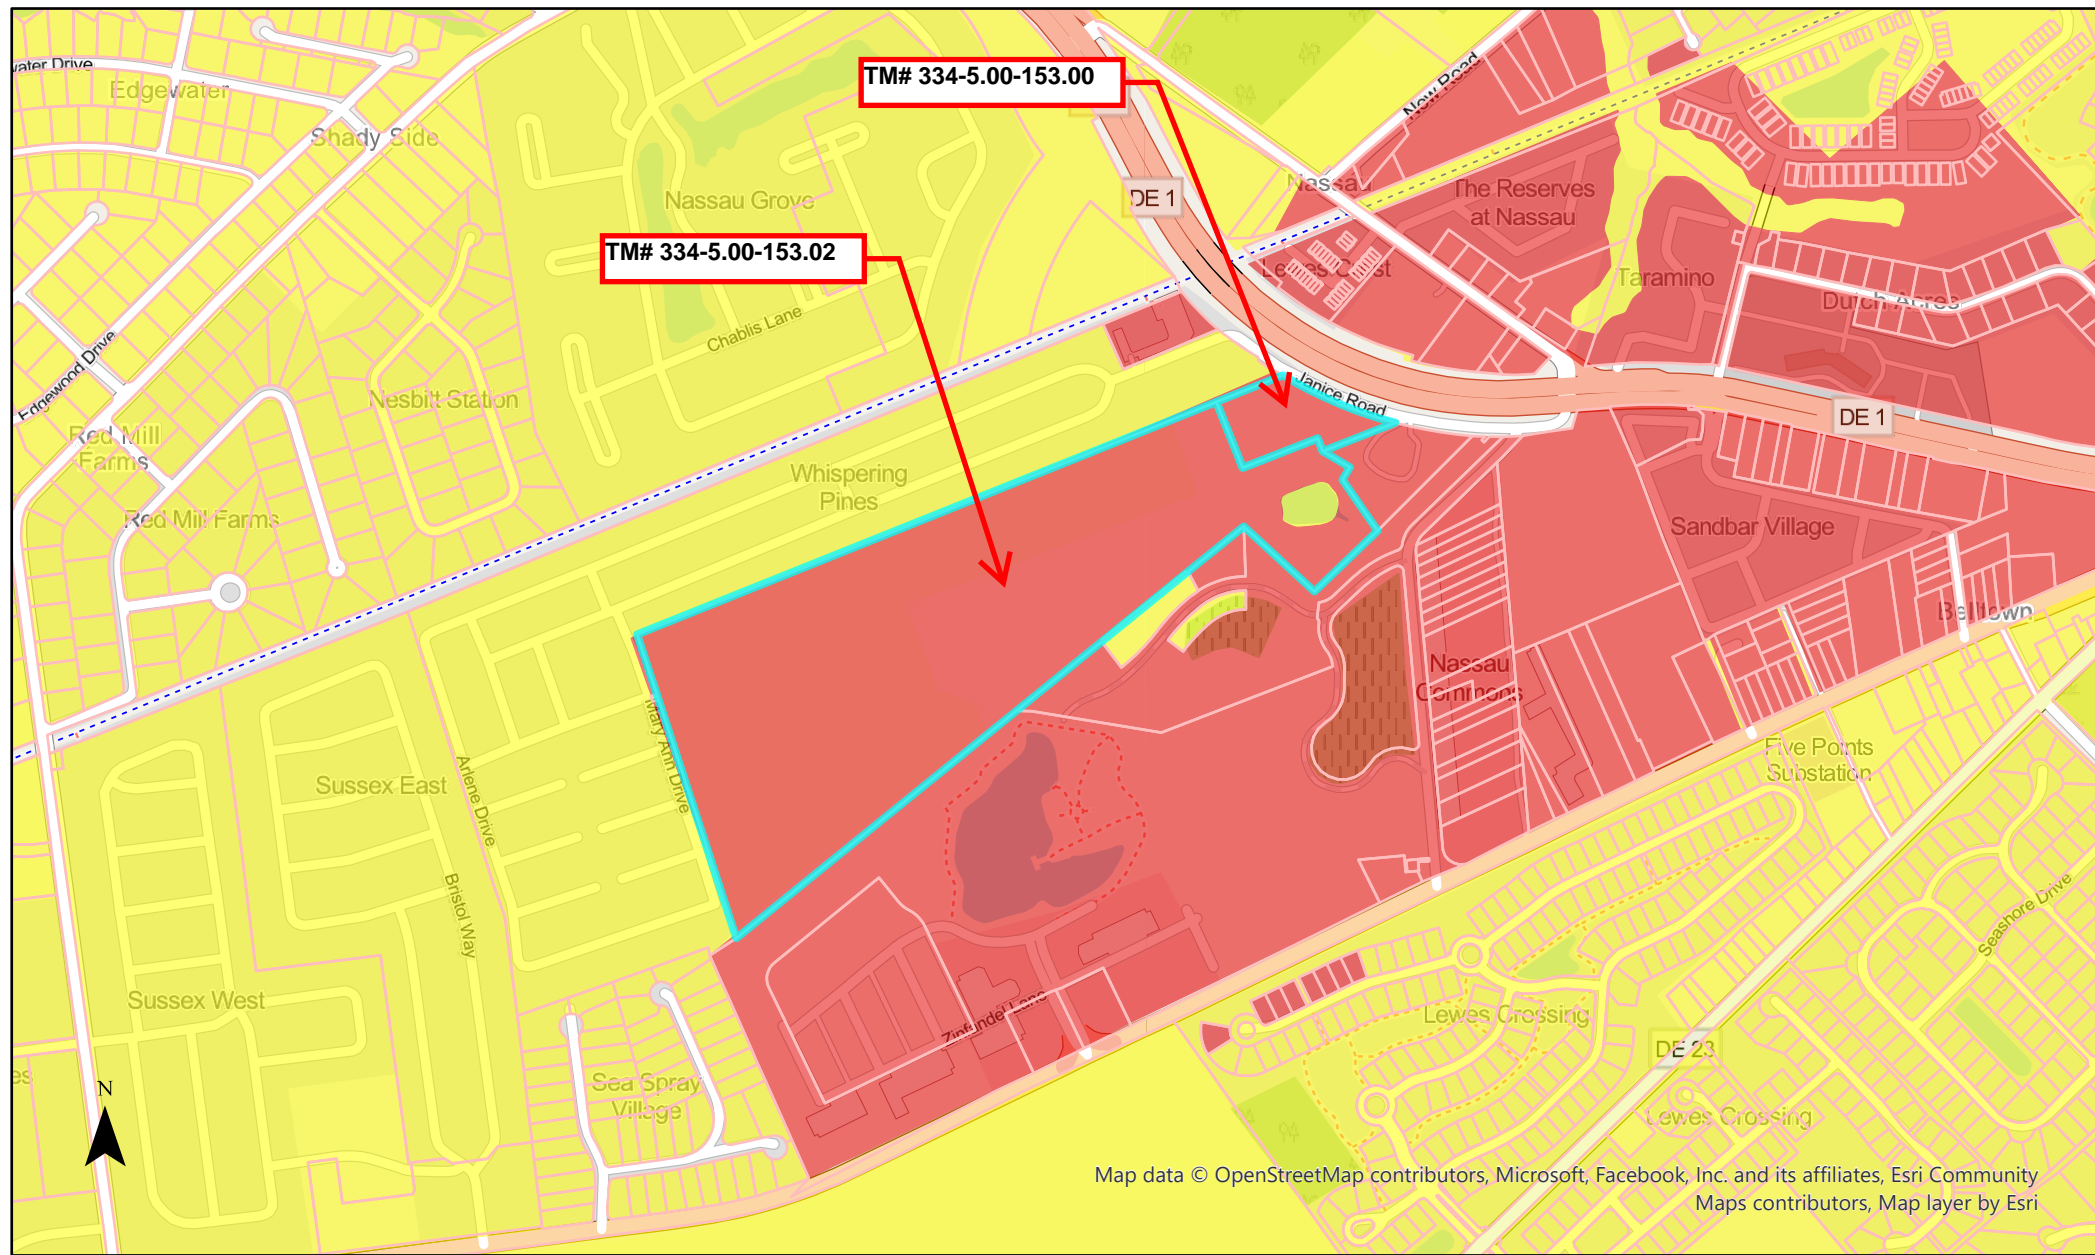 TM# 334-5.00-153.00
TM# 334-5.00-153.02
Edgewater
Shady Side
Nassau Grove
DE 1
New Road
Nassau
The Reserves
at Nassau
Lewes Crest
Taramino
Dutch Acres
Chablis Lane
Edgewood Drive
Nesbitt Station
Janice Road
DE 1
Red Mill
Farms
Red Mill Farms
Whispering
Pines
Sandbar Village
Belltown
Nassau
Commons
Mary Ann Drive
Arlene Drive
Sussex East
Five Points
Substation
Bristol Way
Seashore Drive
Sussex West
Zinfandel Lane
Lewes Crossing
DE 23
Sea Spray
Village
Lewes Crossing
N
Map data © OpenStreetMap contributors, Microsoft, Facebook, Inc. and its affiliates, Esri Community
Maps contributors, Map layer by Esri